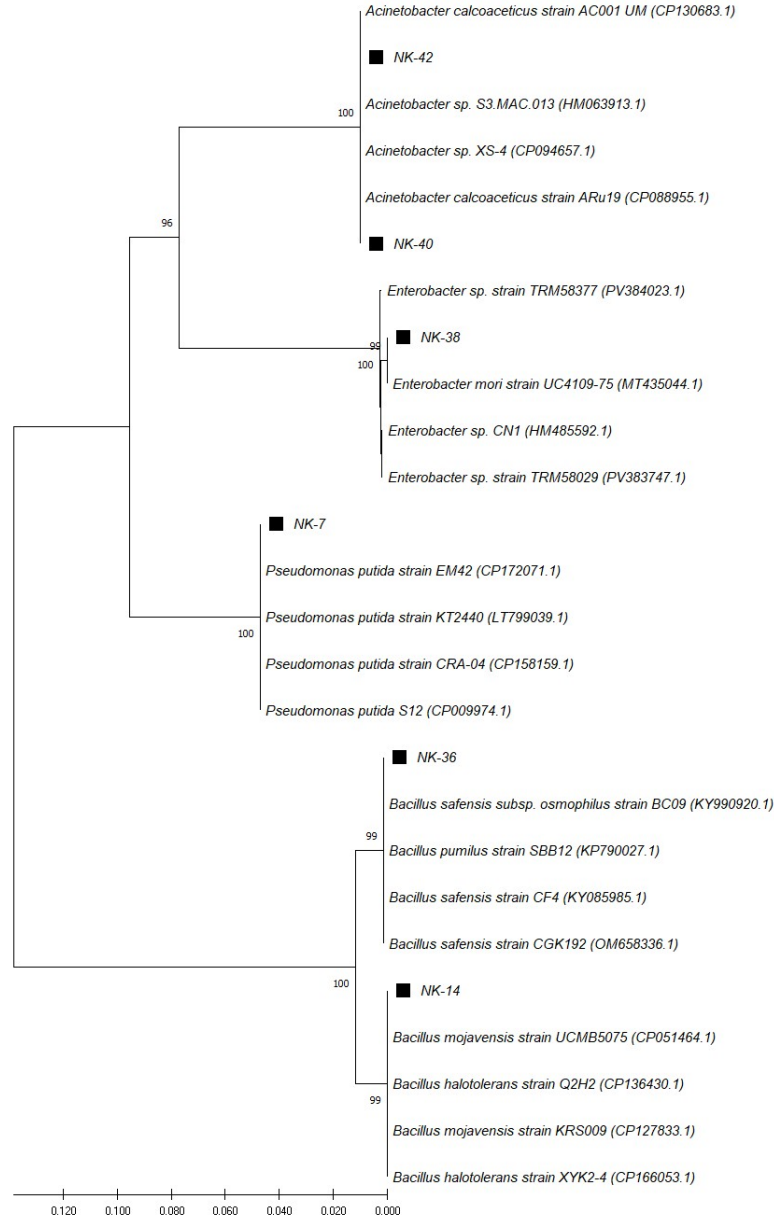 Acinetobacter calcoaceticus strain AC001 UM (CP130683.1)
NK-42
100
Acinetobacter sp. S3.MAC.013 (HM063913.1)
Acinetobacter sp. XS-4 (CP094657.1)
Acinetobacter calcoaceticus strain ARu19 (CP088955.1)
96
NK-40
Enterobacter sp. strain TRM58377 (PV384023.1)
NK-38
99
100
Enterobacter mori strain UC4109-75 (MT435044.1)
Enterobacter sp. CN1 (HM485592.1)
Enterobacter sp. strain TRM58029 (PV383747.1)
NK-7
Pseudomonas putida strain EM42 (CP172071.1)
Pseudomonas putida strain KT2440 (LT799039.1)
100
Pseudomonas putida strain CRA-04 (CP158159.1)
Pseudomonas putida S12 (CP009974.1)
NK-36
Bacillus safensis subsp. osmophilus strain BC09 (KY990920.1)
99
Bacillus pumilus strain SBB12 (KP790027.1)
Bacillus safensis strain CF4 (KY085985.1)
Bacillus safensis strain CGK192 (OM658336.1)
100
NK-14
Bacillus mojavensis strain UCMB5075 (CP051464.1)
Bacillus halotolerans strain Q2H2 (CP136430.1)
99
Bacillus mojavensis strain KRS009 (CP127833.1)
Bacillus halotolerans strain XYK2-4 (CP166053.1)
0.120 0.100 0.080 0.060 0.040 0.020 0.000